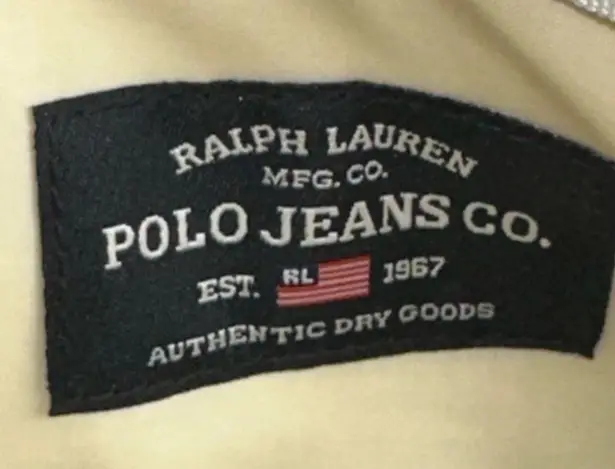 RALPH LAUREN
MFG. CO.
POLO JEANS CO.
EST. RL 1967
AUTHENTIC DRY GOODS